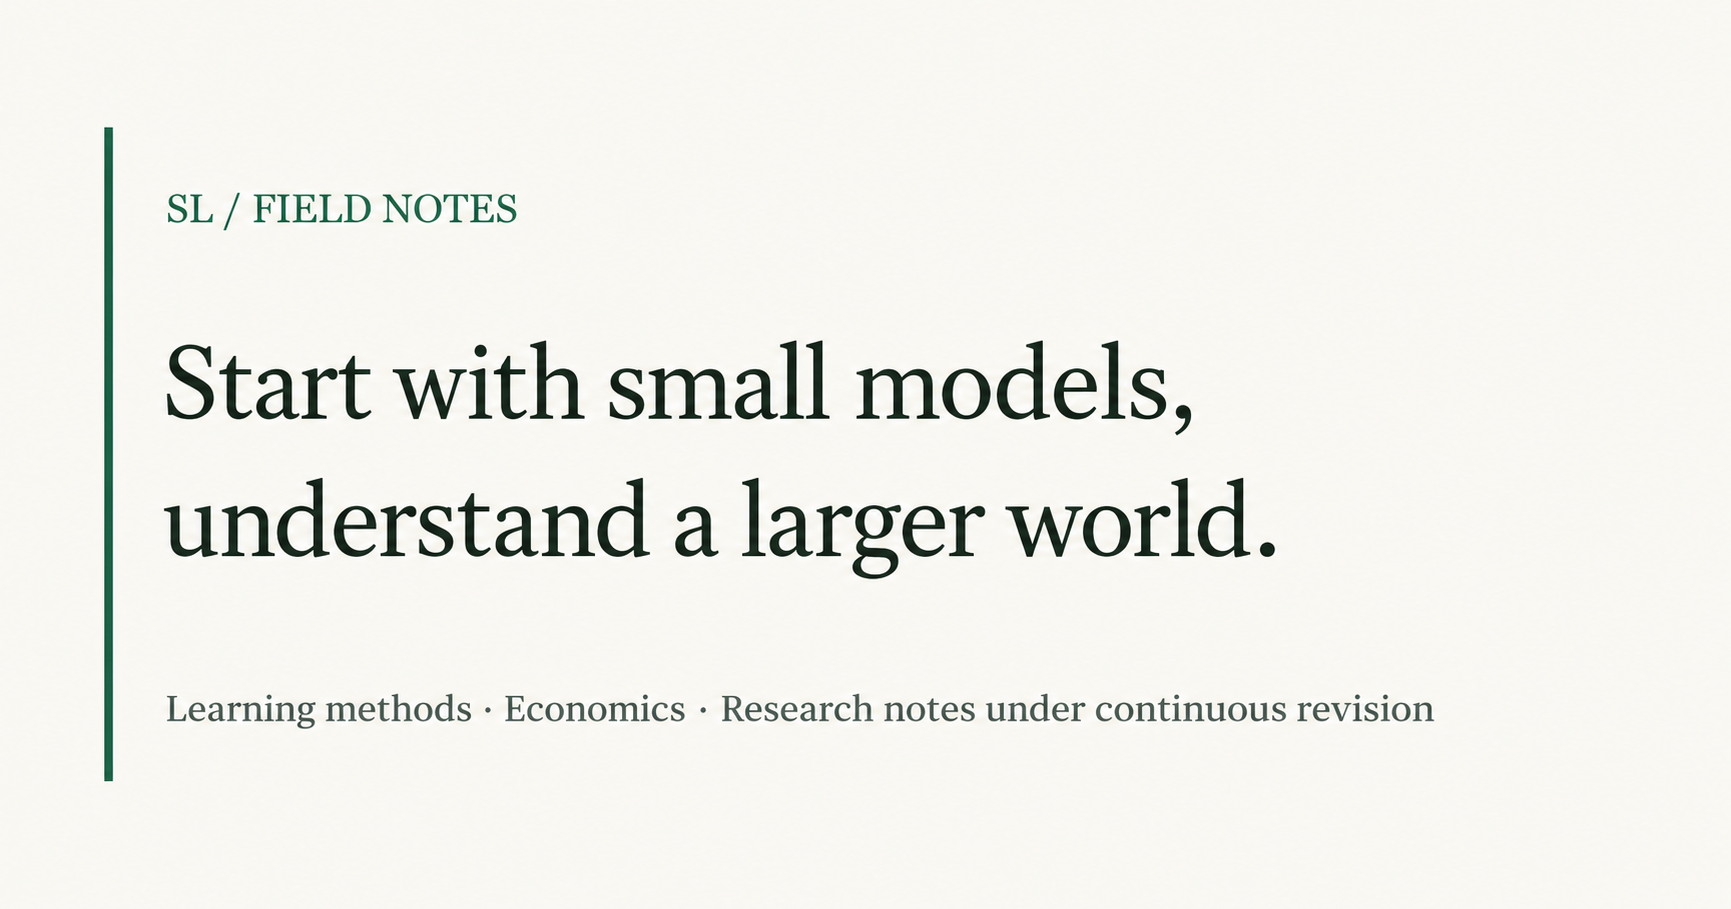 SL / FIELD NOTES
Start with small models,
understand a larger world.
Learning methods · Economics · Research notes under continuous revision